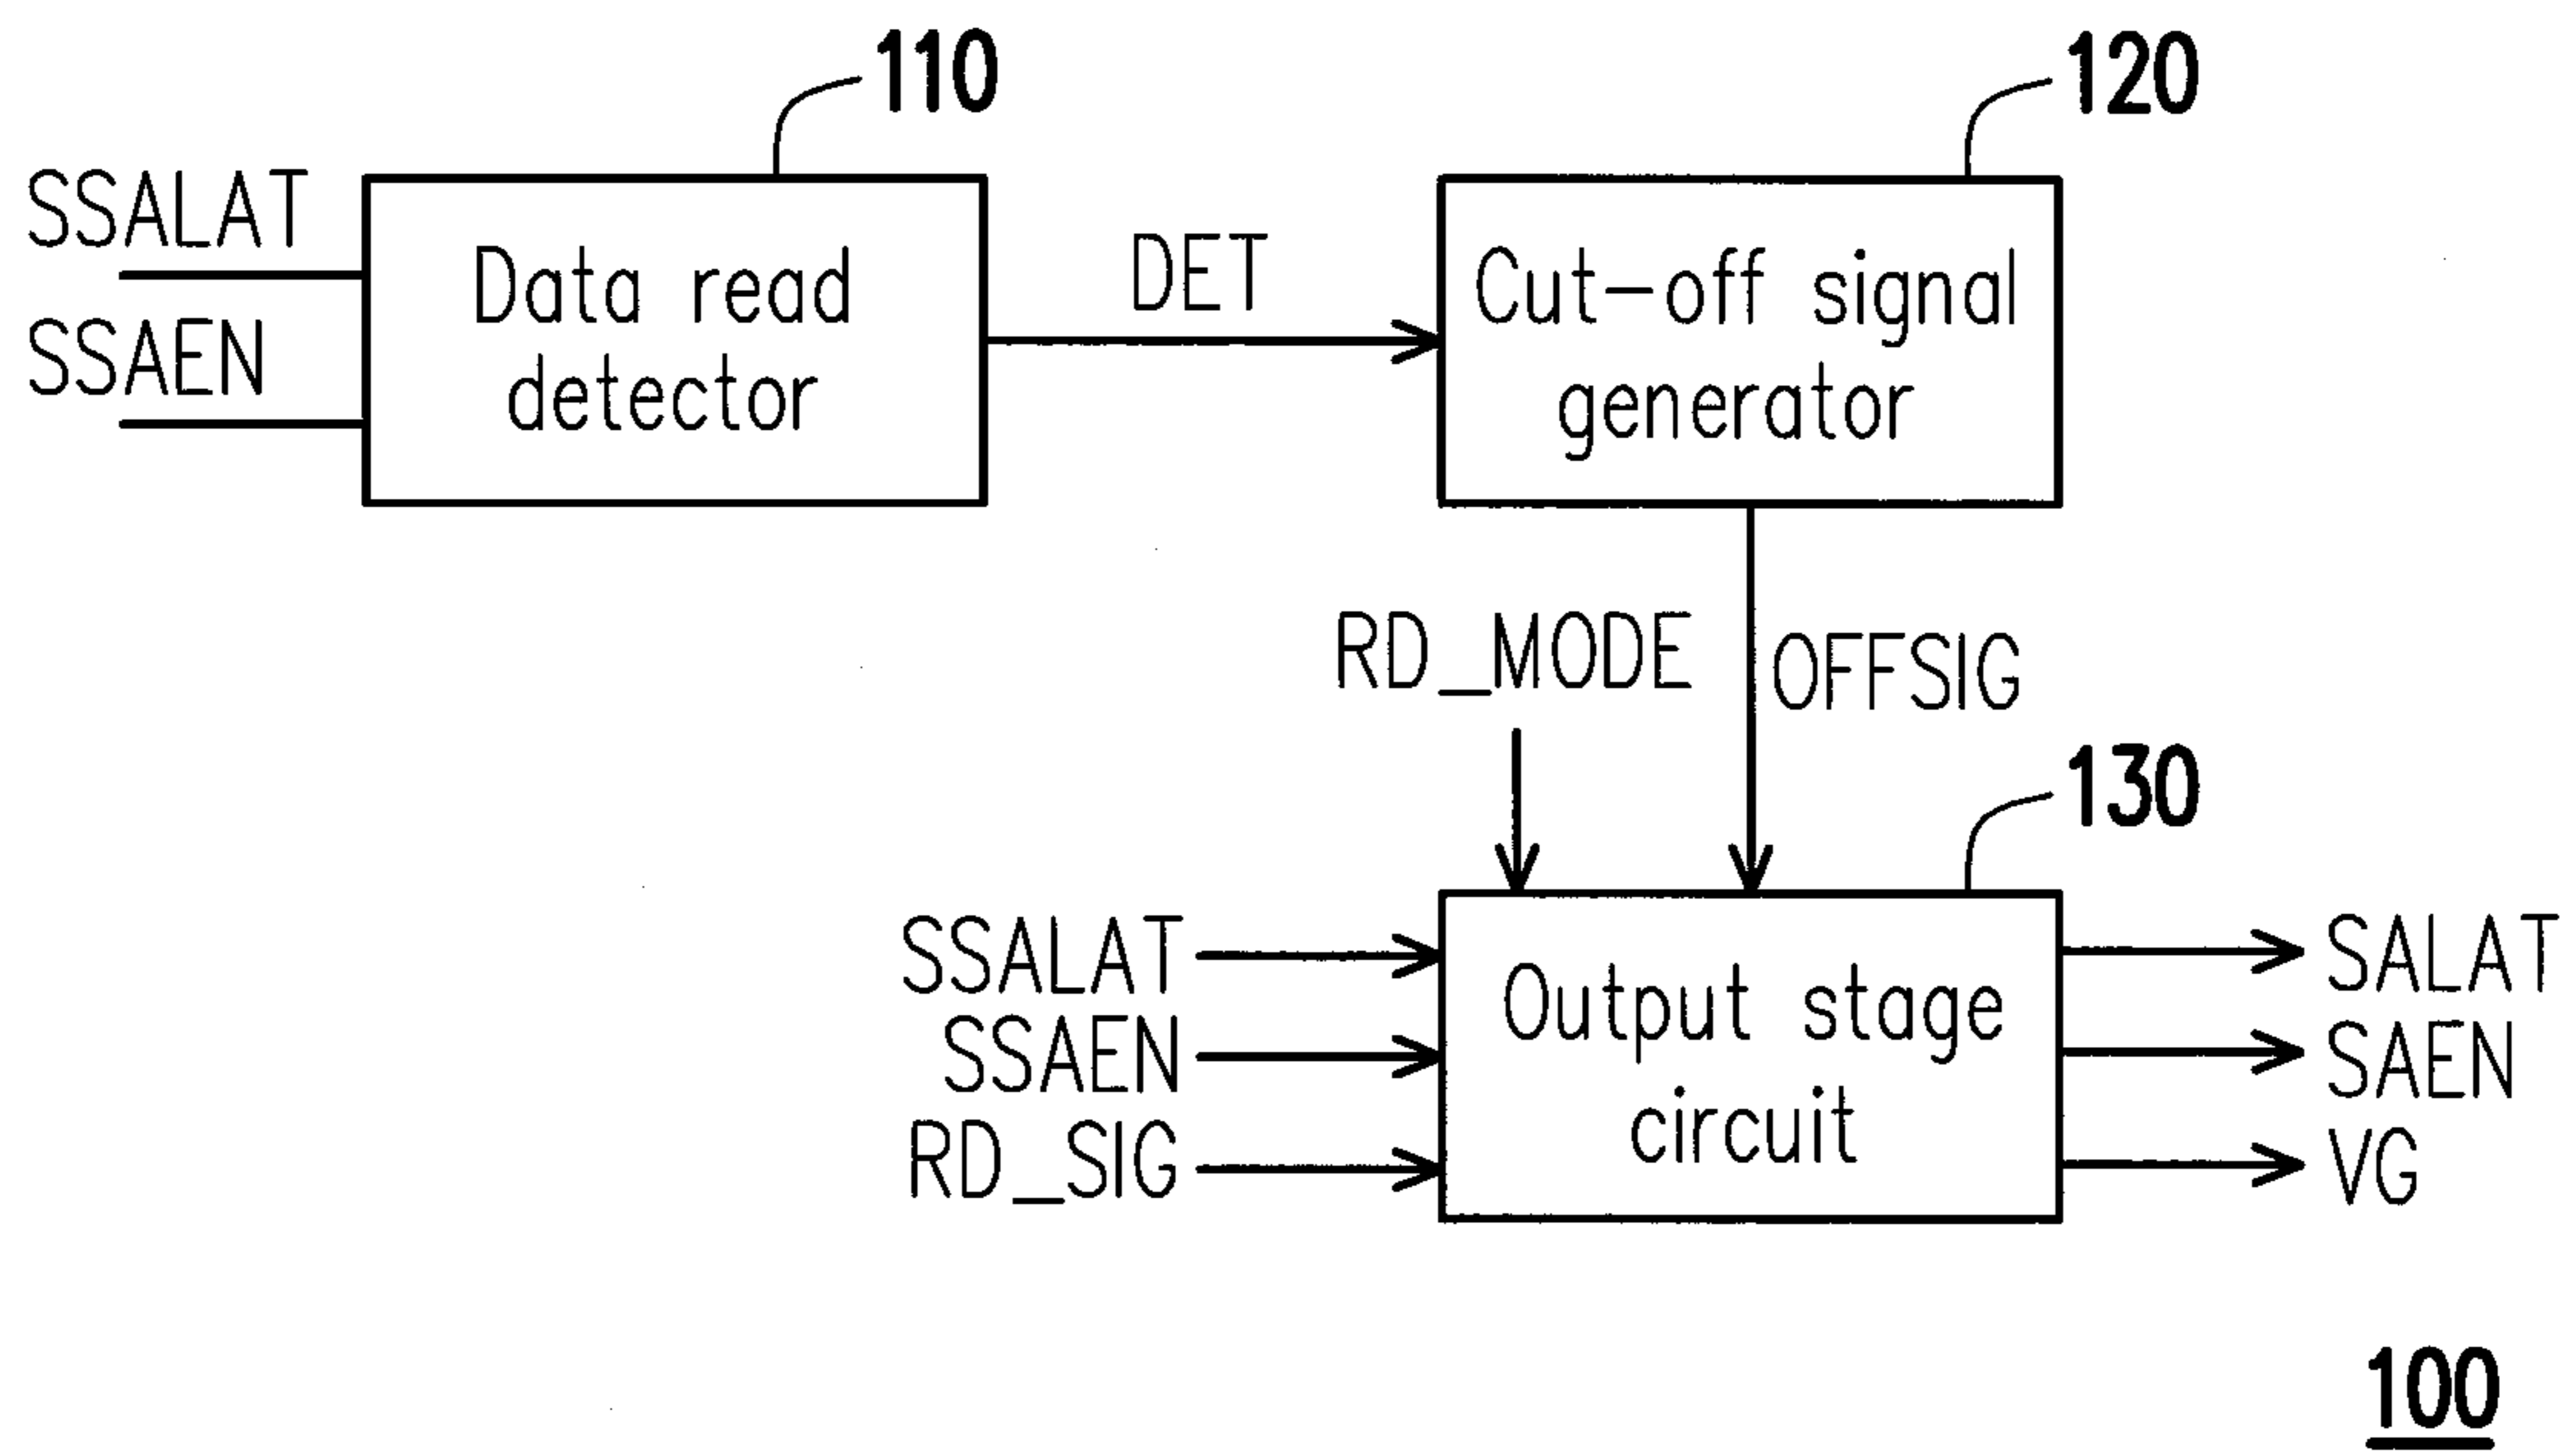 110
120
SSALAT
SSAEN
Data read
detector
DET
Cut-off signal
generator
RD_MODE
OFFSIG
130
SSALAT
SSAEN
RD_SIG
Output stage
circuit
SALAT
SAEN
VG
100